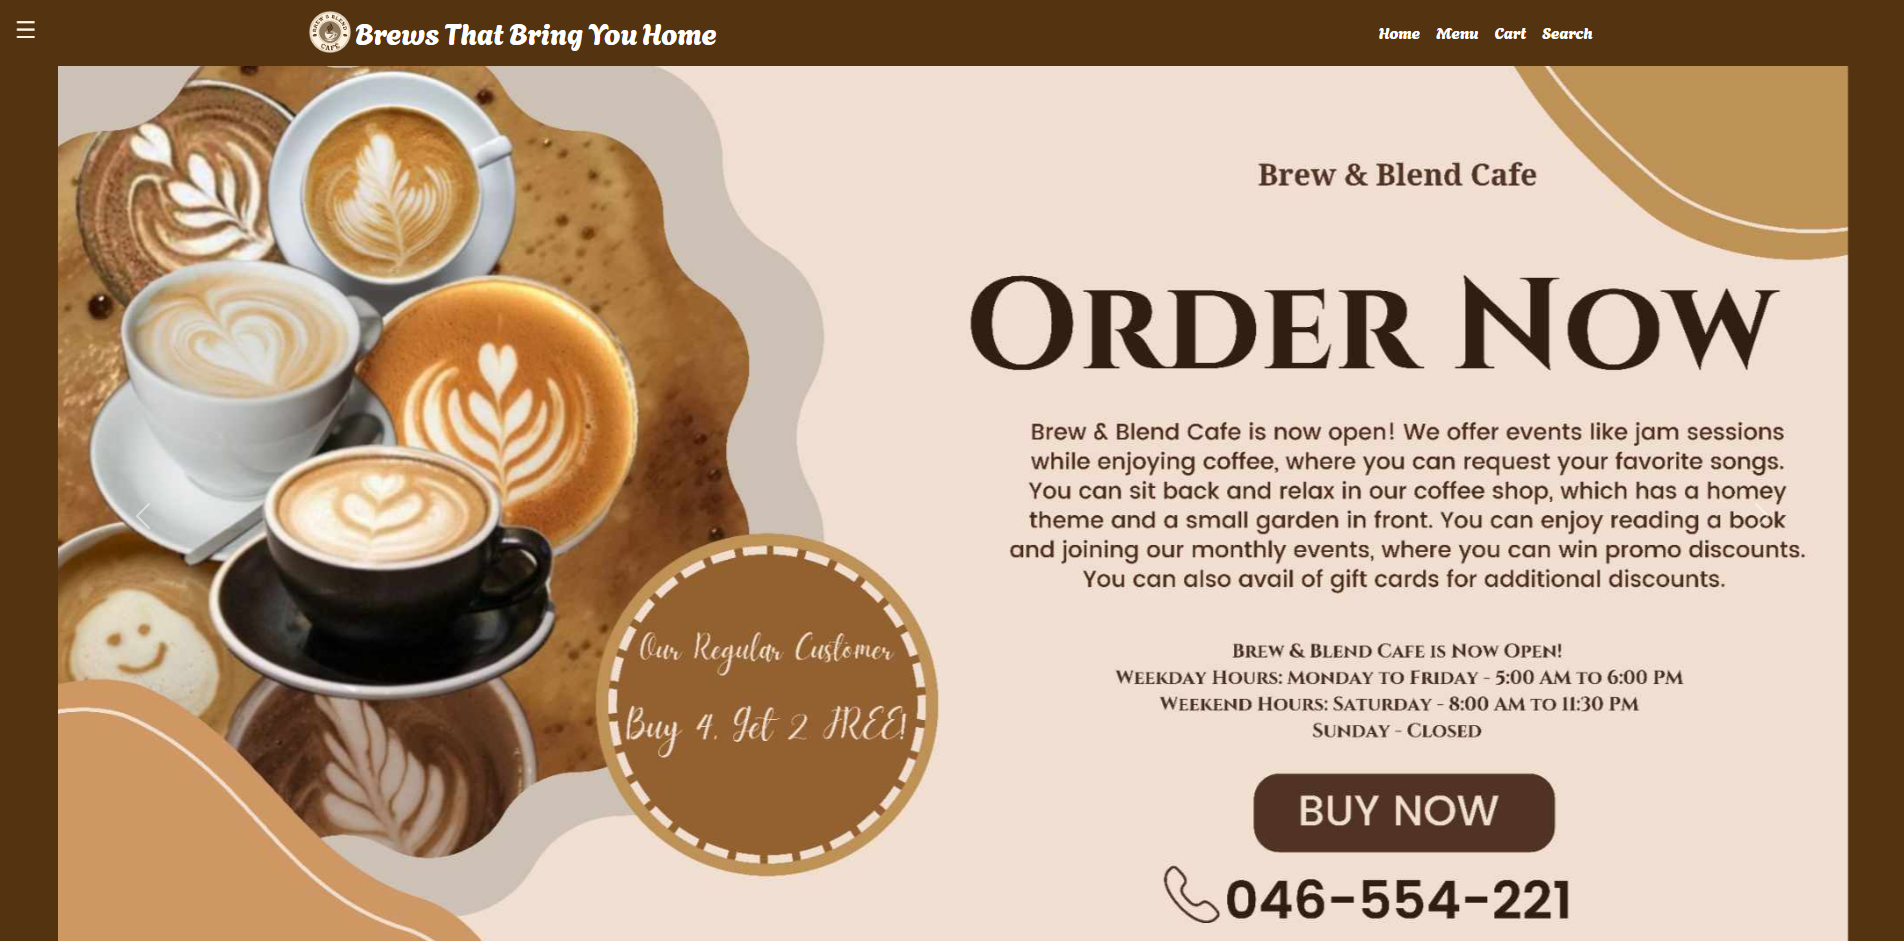 BREW & BLEND
CAFE
Brews That Bring You Home
Home Menu Cart Search
Brew & Blend Cafe
ORDER NOW
Brew & Blend Cafe is now open! We offer events like jam sessions
while enjoying coffee, where you can request your favorite songs.
You can sit back and relax in our coffee shop, which has a homey
theme and a small garden in front. You can enjoy reading a book
and joining our monthly events, where you can win promo discounts.
You can also avail of gift cards for additional discounts.
Our Regular Customer
Buy 4, Get 2 FREE!
BREW & BLEND CAFE IS NOW OPEN!
WEEKDAY HOURS: MONDAY TO FRIDAY - 5:00 AM TO 6:00 PM
WEEKEND HOURS: SATURDAY - 8:00 AM TO 11:30 PM
SUNDAY - CLOSED
BUY NOW
046-554-221